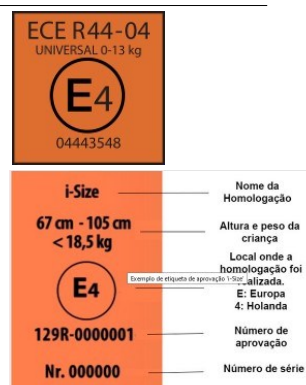 ECE R44-04
UNIVERSAL 0-13 kg
E4
04443548
i-Size
Nome da
Homologação
67 cm - 105 cm
< 18,5 kg
Altura e peso da
criança
E4
Exemplo de etiqueta de aprovação i-Size
Local onde a
homologação foi
realizada.
E: Europa
4: Holanda
129R-0000001
Número de
aprovação
Nr. 000000
Número de série